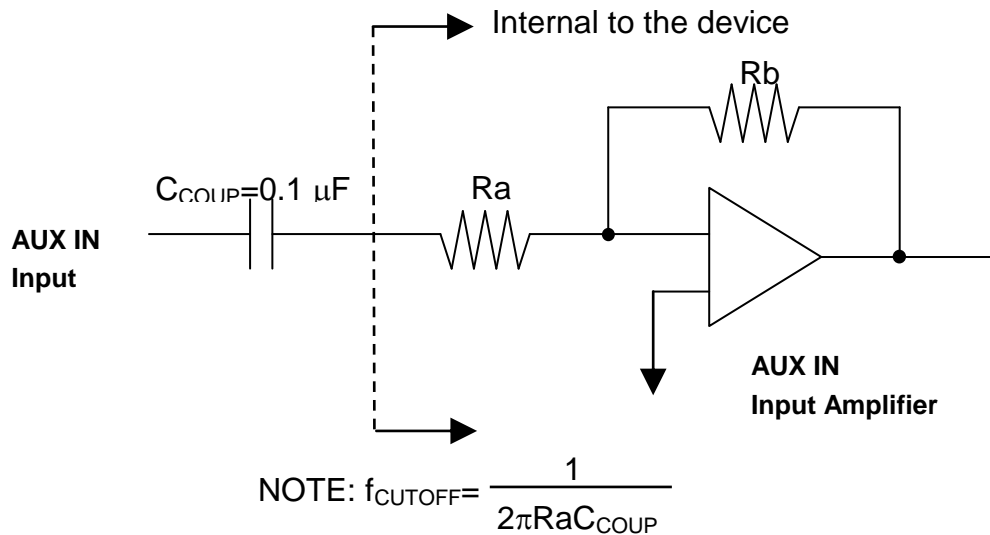 Internal to the device
Rb
C_COUP=0.1 μF
Ra
AUX IN
Input
AUX IN
Input Amplifier
NOTE: f_CUTOFF= 1
2πRaC_COUP